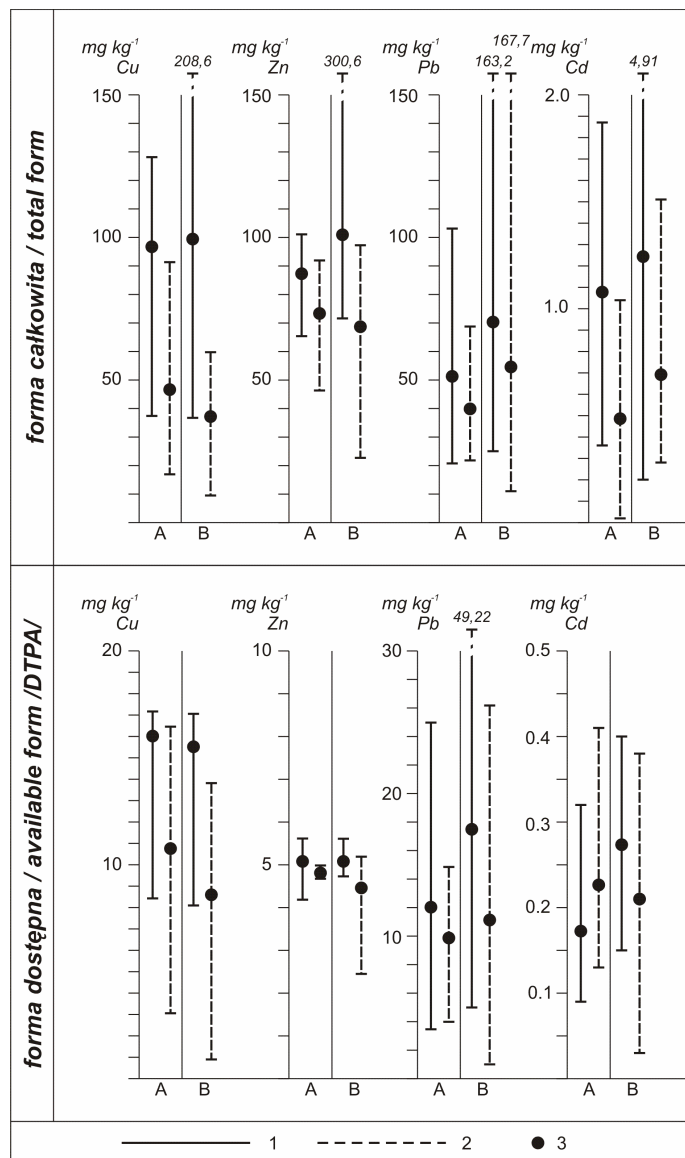 forma całkowita / total form
mg kg-1
Cu
208,6
150
100
50
A B
mg kg-1
Zn
300,6
150
100
50
A B
mg kg-1
Pb
163,2
167,7
150
100
50
A B
mg kg-1
Cd
4,91
2.0
1.0
A B
forma dostępna / available form /DTPA/
mg kg-1
Cu
20
10
A B
mg kg-1
Zn
10
5
A B
mg kg-1
Pb
49,22
30
20
10
A B
mg kg-1
Cd
0.5
0.4
0.3
0.2
0.1
A B
1 2 3